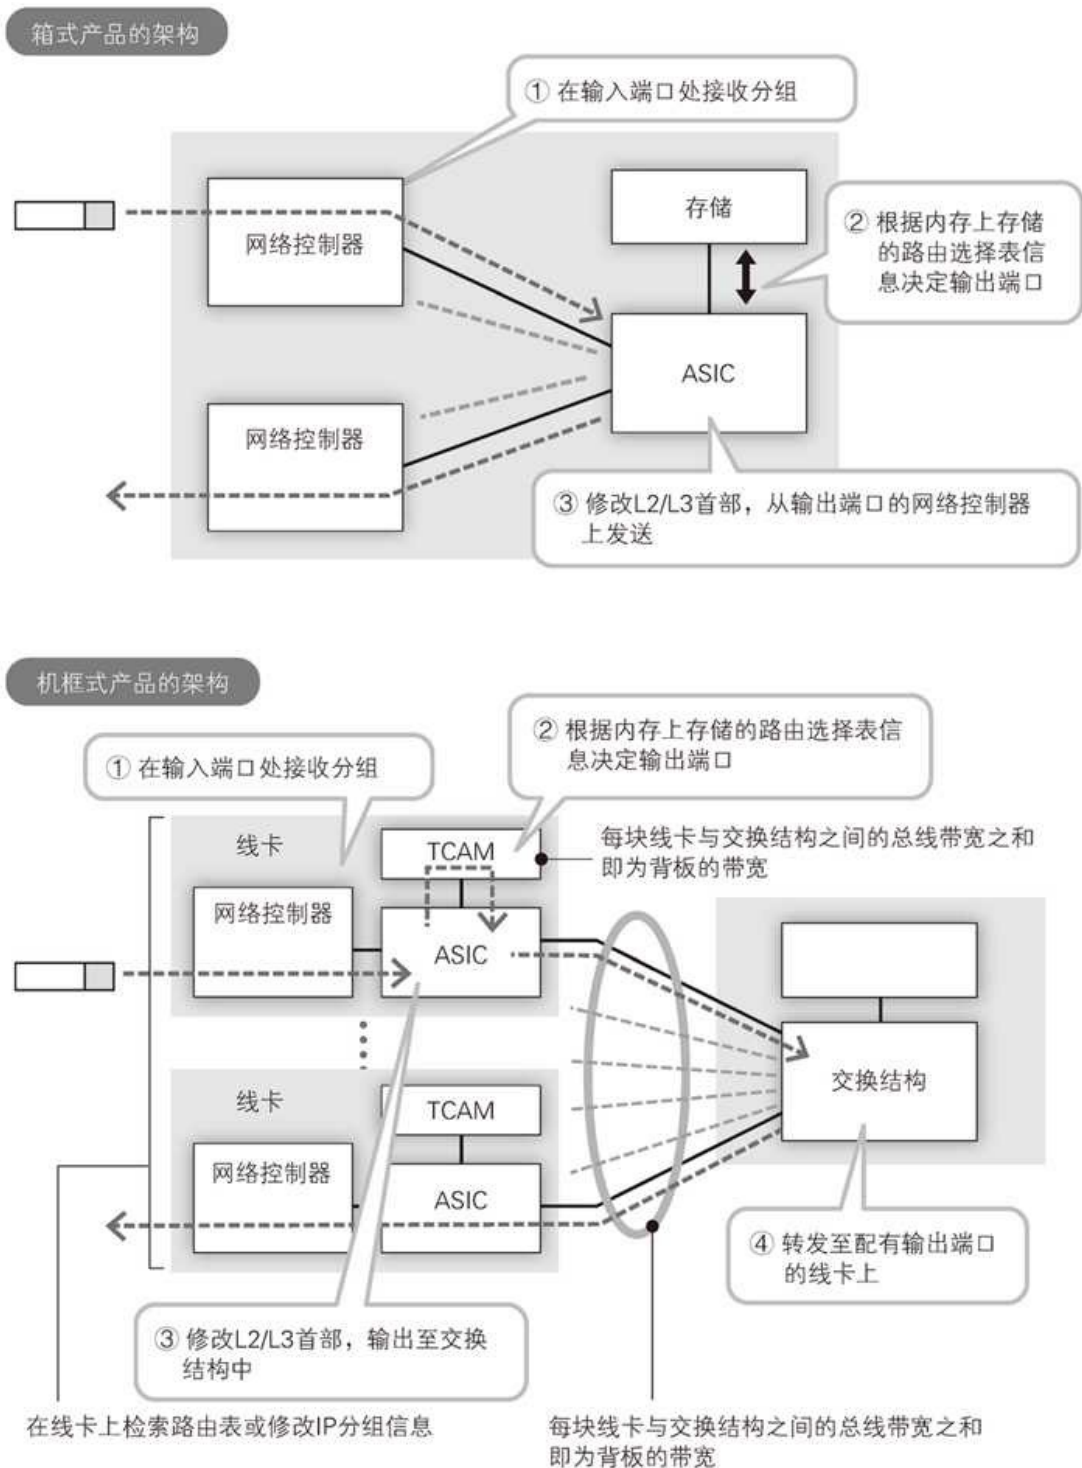 箱式产品的架构
① 在输入端口处接收分组
网络控制器
存储
② 根据内存上存储
的路由选择表信
息决定输出端口
ASIC
网络控制器
③ 修改L2/L3首部，从输出端口的网络控制器
上发送
机框式产品的架构
② 根据内存上存储的路由选择表信
息决定输出端口
① 在输入端口处接收分组
线卡
TCAM
每块线卡与交换结构之间的总线带宽之和
即为背板的带宽
网络控制器
ASIC
交换结构
线卡
TCAM
网络控制器
ASIC
④ 转发至配有输出端口
的线卡上
③ 修改L2/L3首部，输出至交换
结构中
在线卡上检索路由表或修改IP分组信息
每块线卡与交换结构之间的总线带宽之和
即为背板的带宽